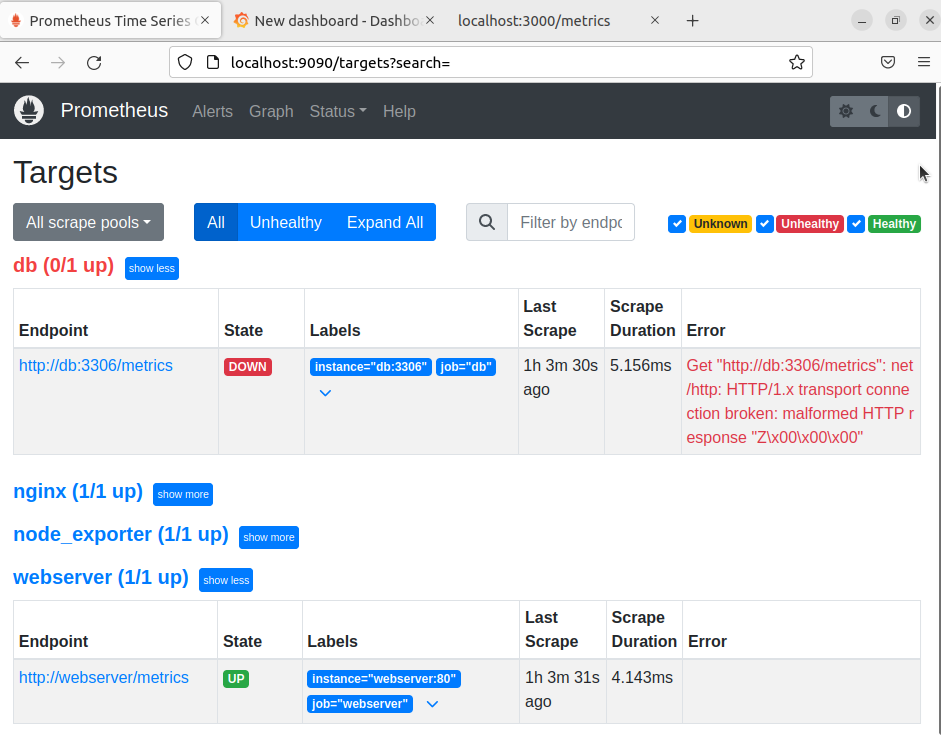 Prometheus Time Series
New dashboard - Dashbo
localhost:3000/metrics
localhost:9090/targets?search=
Prometheus Alerts Graph Status Help
Targets
All scrape pools All Unhealthy Expand All Filter by endpo Unknown Unhealthy Healthy
db (0/1 up) show less
Endpoint State Labels Last Scrape Scrape Duration Error
http://db:3306/metrics DOWN instance="db:3306" job="db" 1h 3m 30s ago 5.156ms
Get "http://db:3306/metrics": net
/http: HTTP/1.x transport conne
ction broken: malformed HTTP r
esponse "Z\x00\x00\x00"
nginx (1/1 up) show more
node_exporter (1/1 up) show more
webserver (1/1 up) show less
Endpoint State Labels Last Scrape Scrape Duration Error
http://webserver/metrics UP instance="webserver:80" 1h 3m 31s 4.143ms
job="webserver" ago